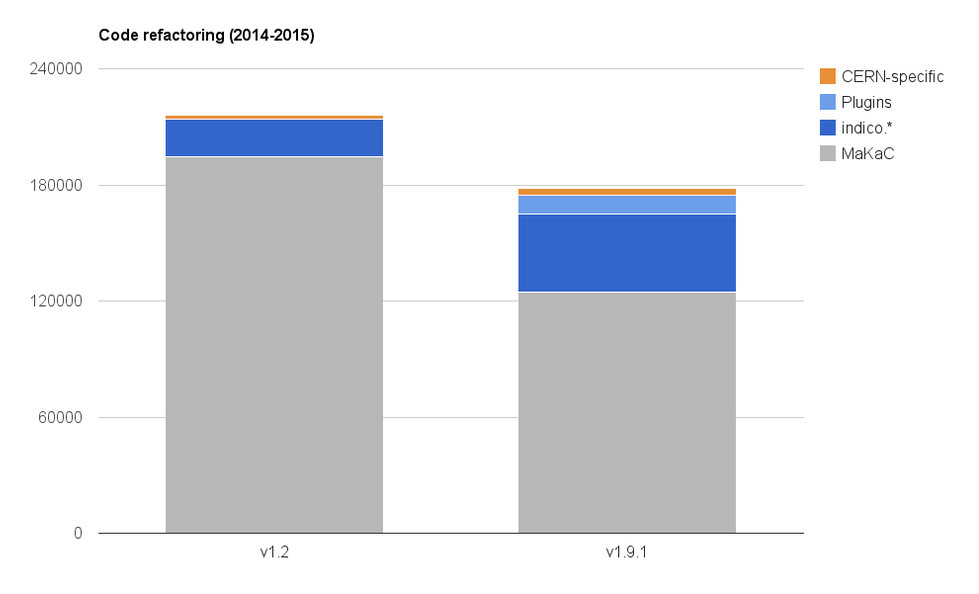 Code refactoring (2014-2015)
240000
180000
120000
60000
0
v1.2
v1.9.1
CERN-specific
Plugins
indico.*
MaKaC